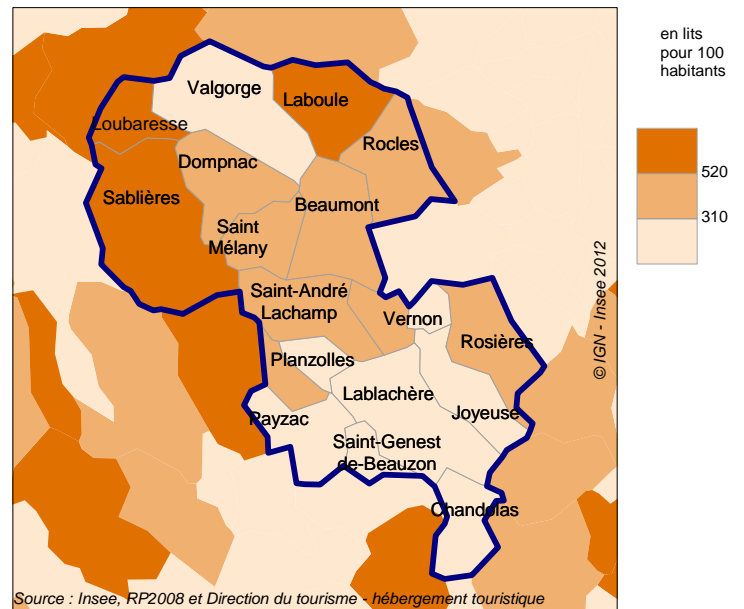 en lits
pour 100
habitants
520
310
Valgorge
Laboule
Loubaresse
Rocles
Dompnac
Sablières
Beaumont
Saint
Mélany
Saint-André
Lachamp
Vernon
Rosières
Planzolles
Lablachère
Joyeuse
Payzac
Saint-Genest
de-Beauzon
Chandolas
© IGN - Insee 2012
Source : Insee, RP2008 et Direction du tourisme - hébergement touristique